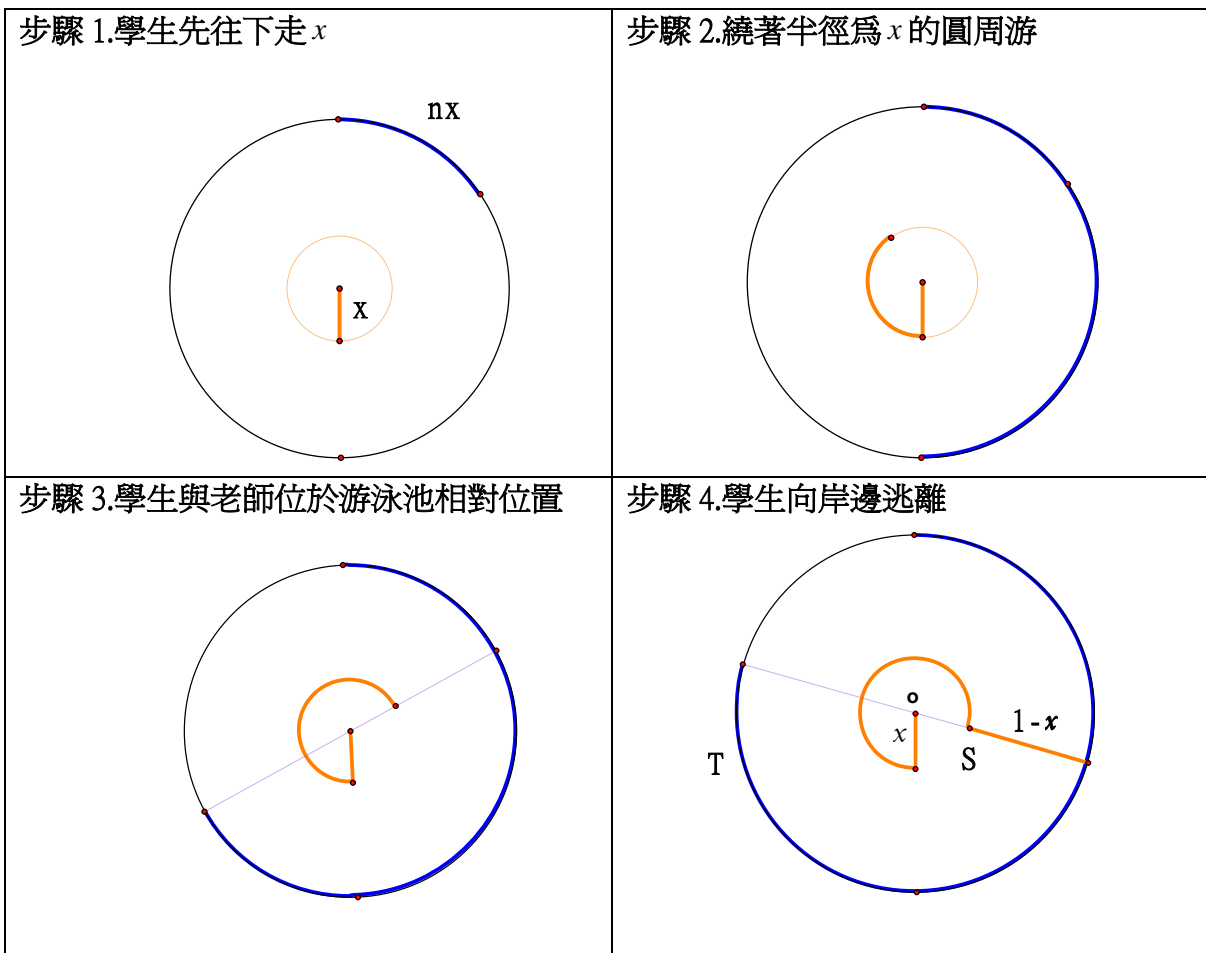 步驟 1.學生先往下走 x
nx
x
步驟 2.繞著半徑爲 x 的圓周游
步驟 3.學生與老師位於游泳池相對位置
步驟 4.學生向岸邊逃離
o
x
1-x
S
T